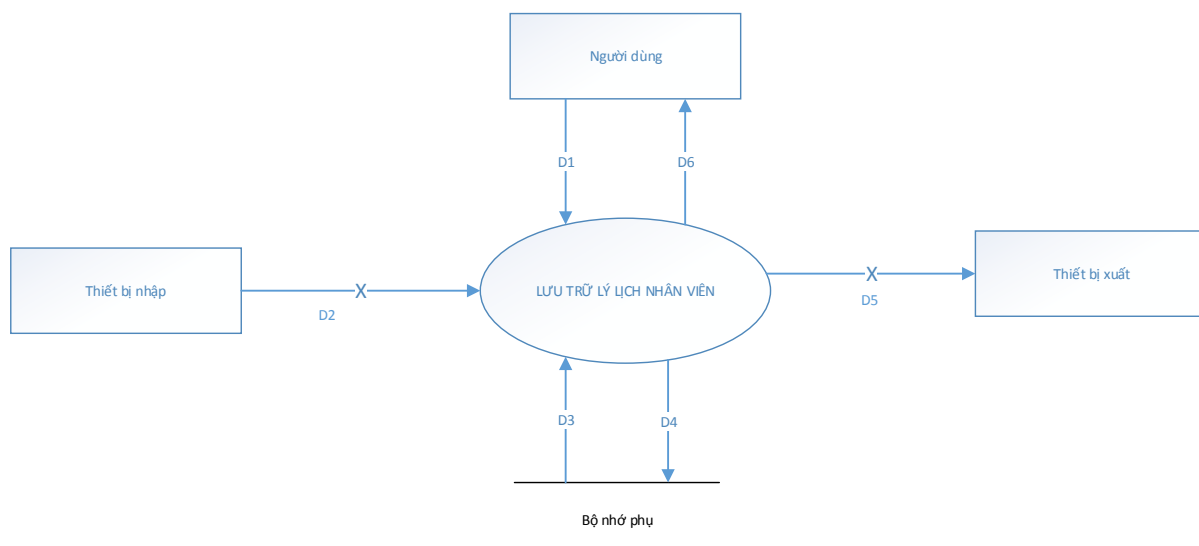 Người dùng
D1
D6
Thiết bị nhập
X
D2
LƯU TRỮ LÝ LỊCH NHÂN VIÊN
X
D5
Thiết bị xuất
D3
D4
Bộ nhớ phụ